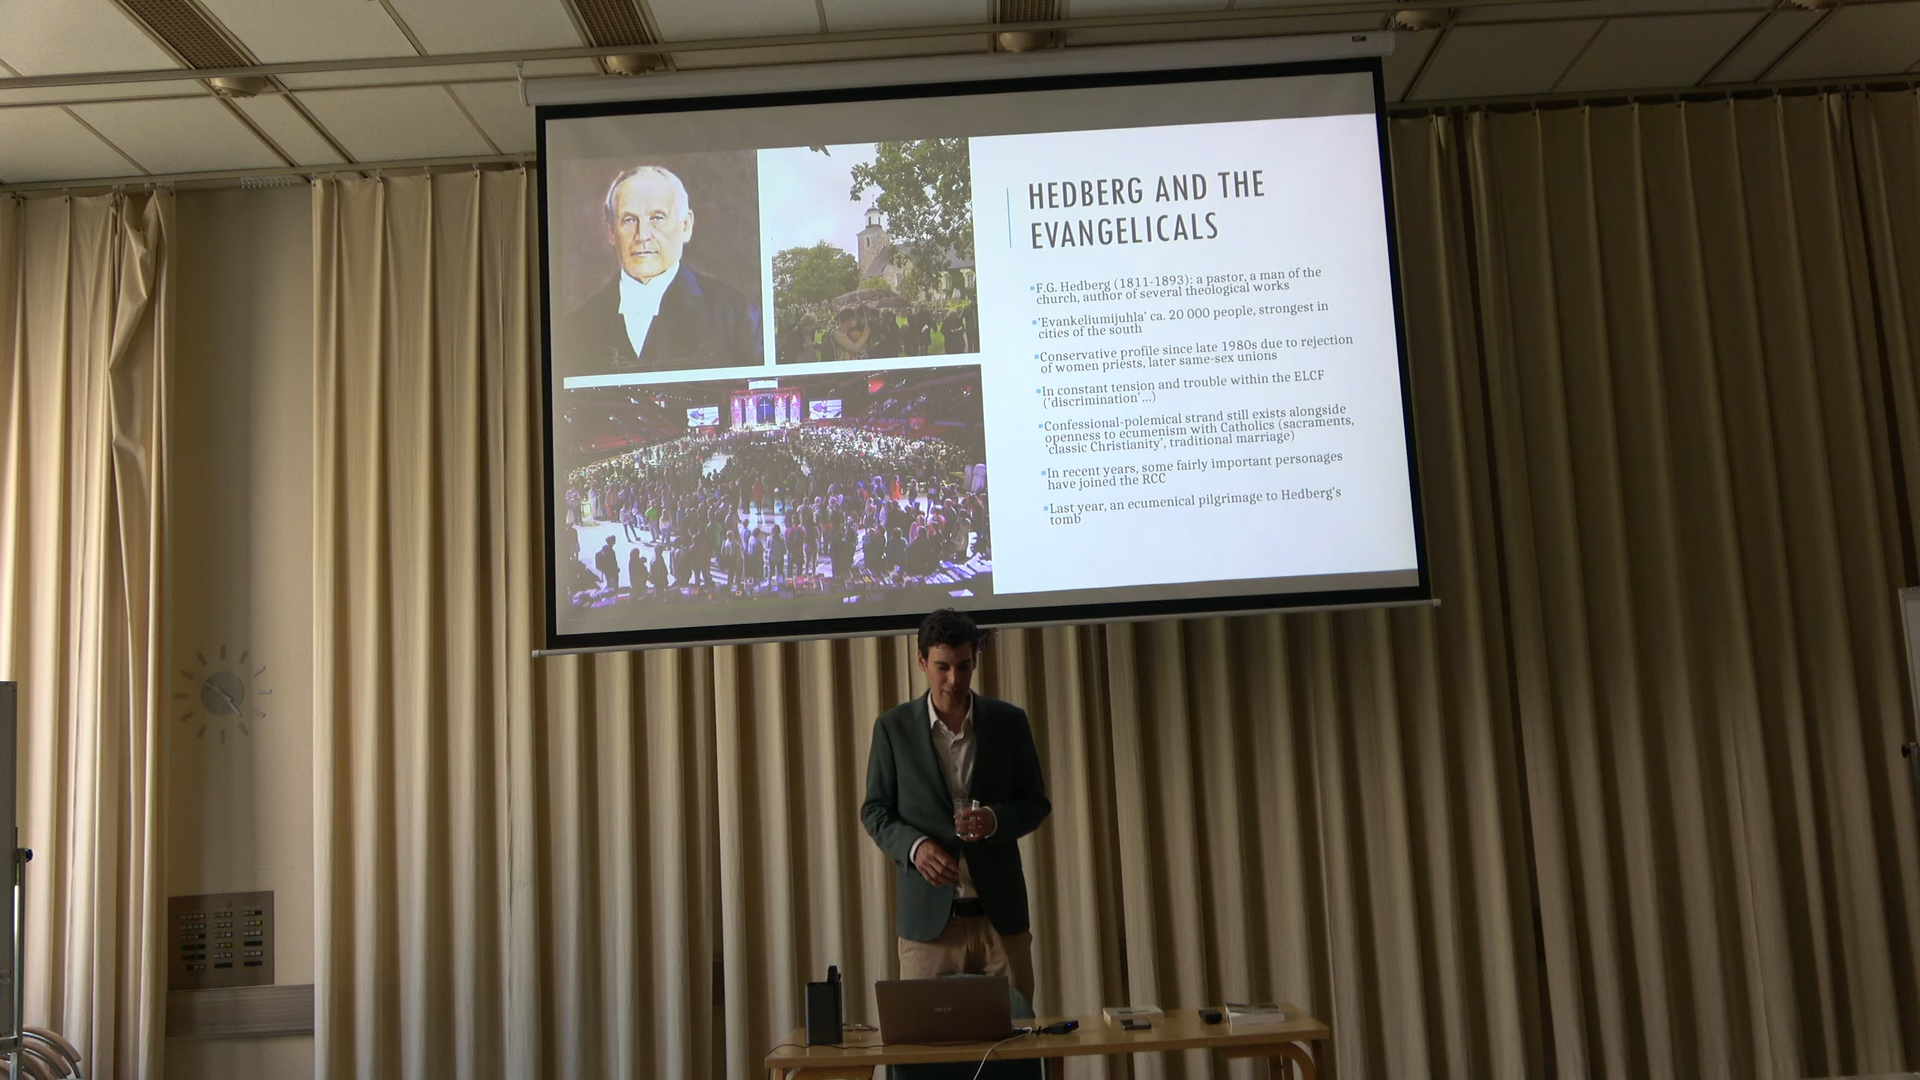 HEDBERG AND THE
EVANGELICALS
F.G. Hedberg (1811-1893): a pastor, a man of the
church, author of several theological works
'Evankeliumijuhla' ca. 20 000 people, strongest in
cities of the south
Conservative profile since late 1980s due to rejection
of women priests, later same-sex unions
In constant tension and trouble within the ELCF
('discrimination'...)
Confessional-polemical strand still exists alongside
openness to ecumenism with Catholics (sacraments,
'classic Christianity', traditional marriage)
In recent years, some fairly important personages
have joined the RCC
Last year, an ecumenical pilgrimage to Hedberg's
tomb